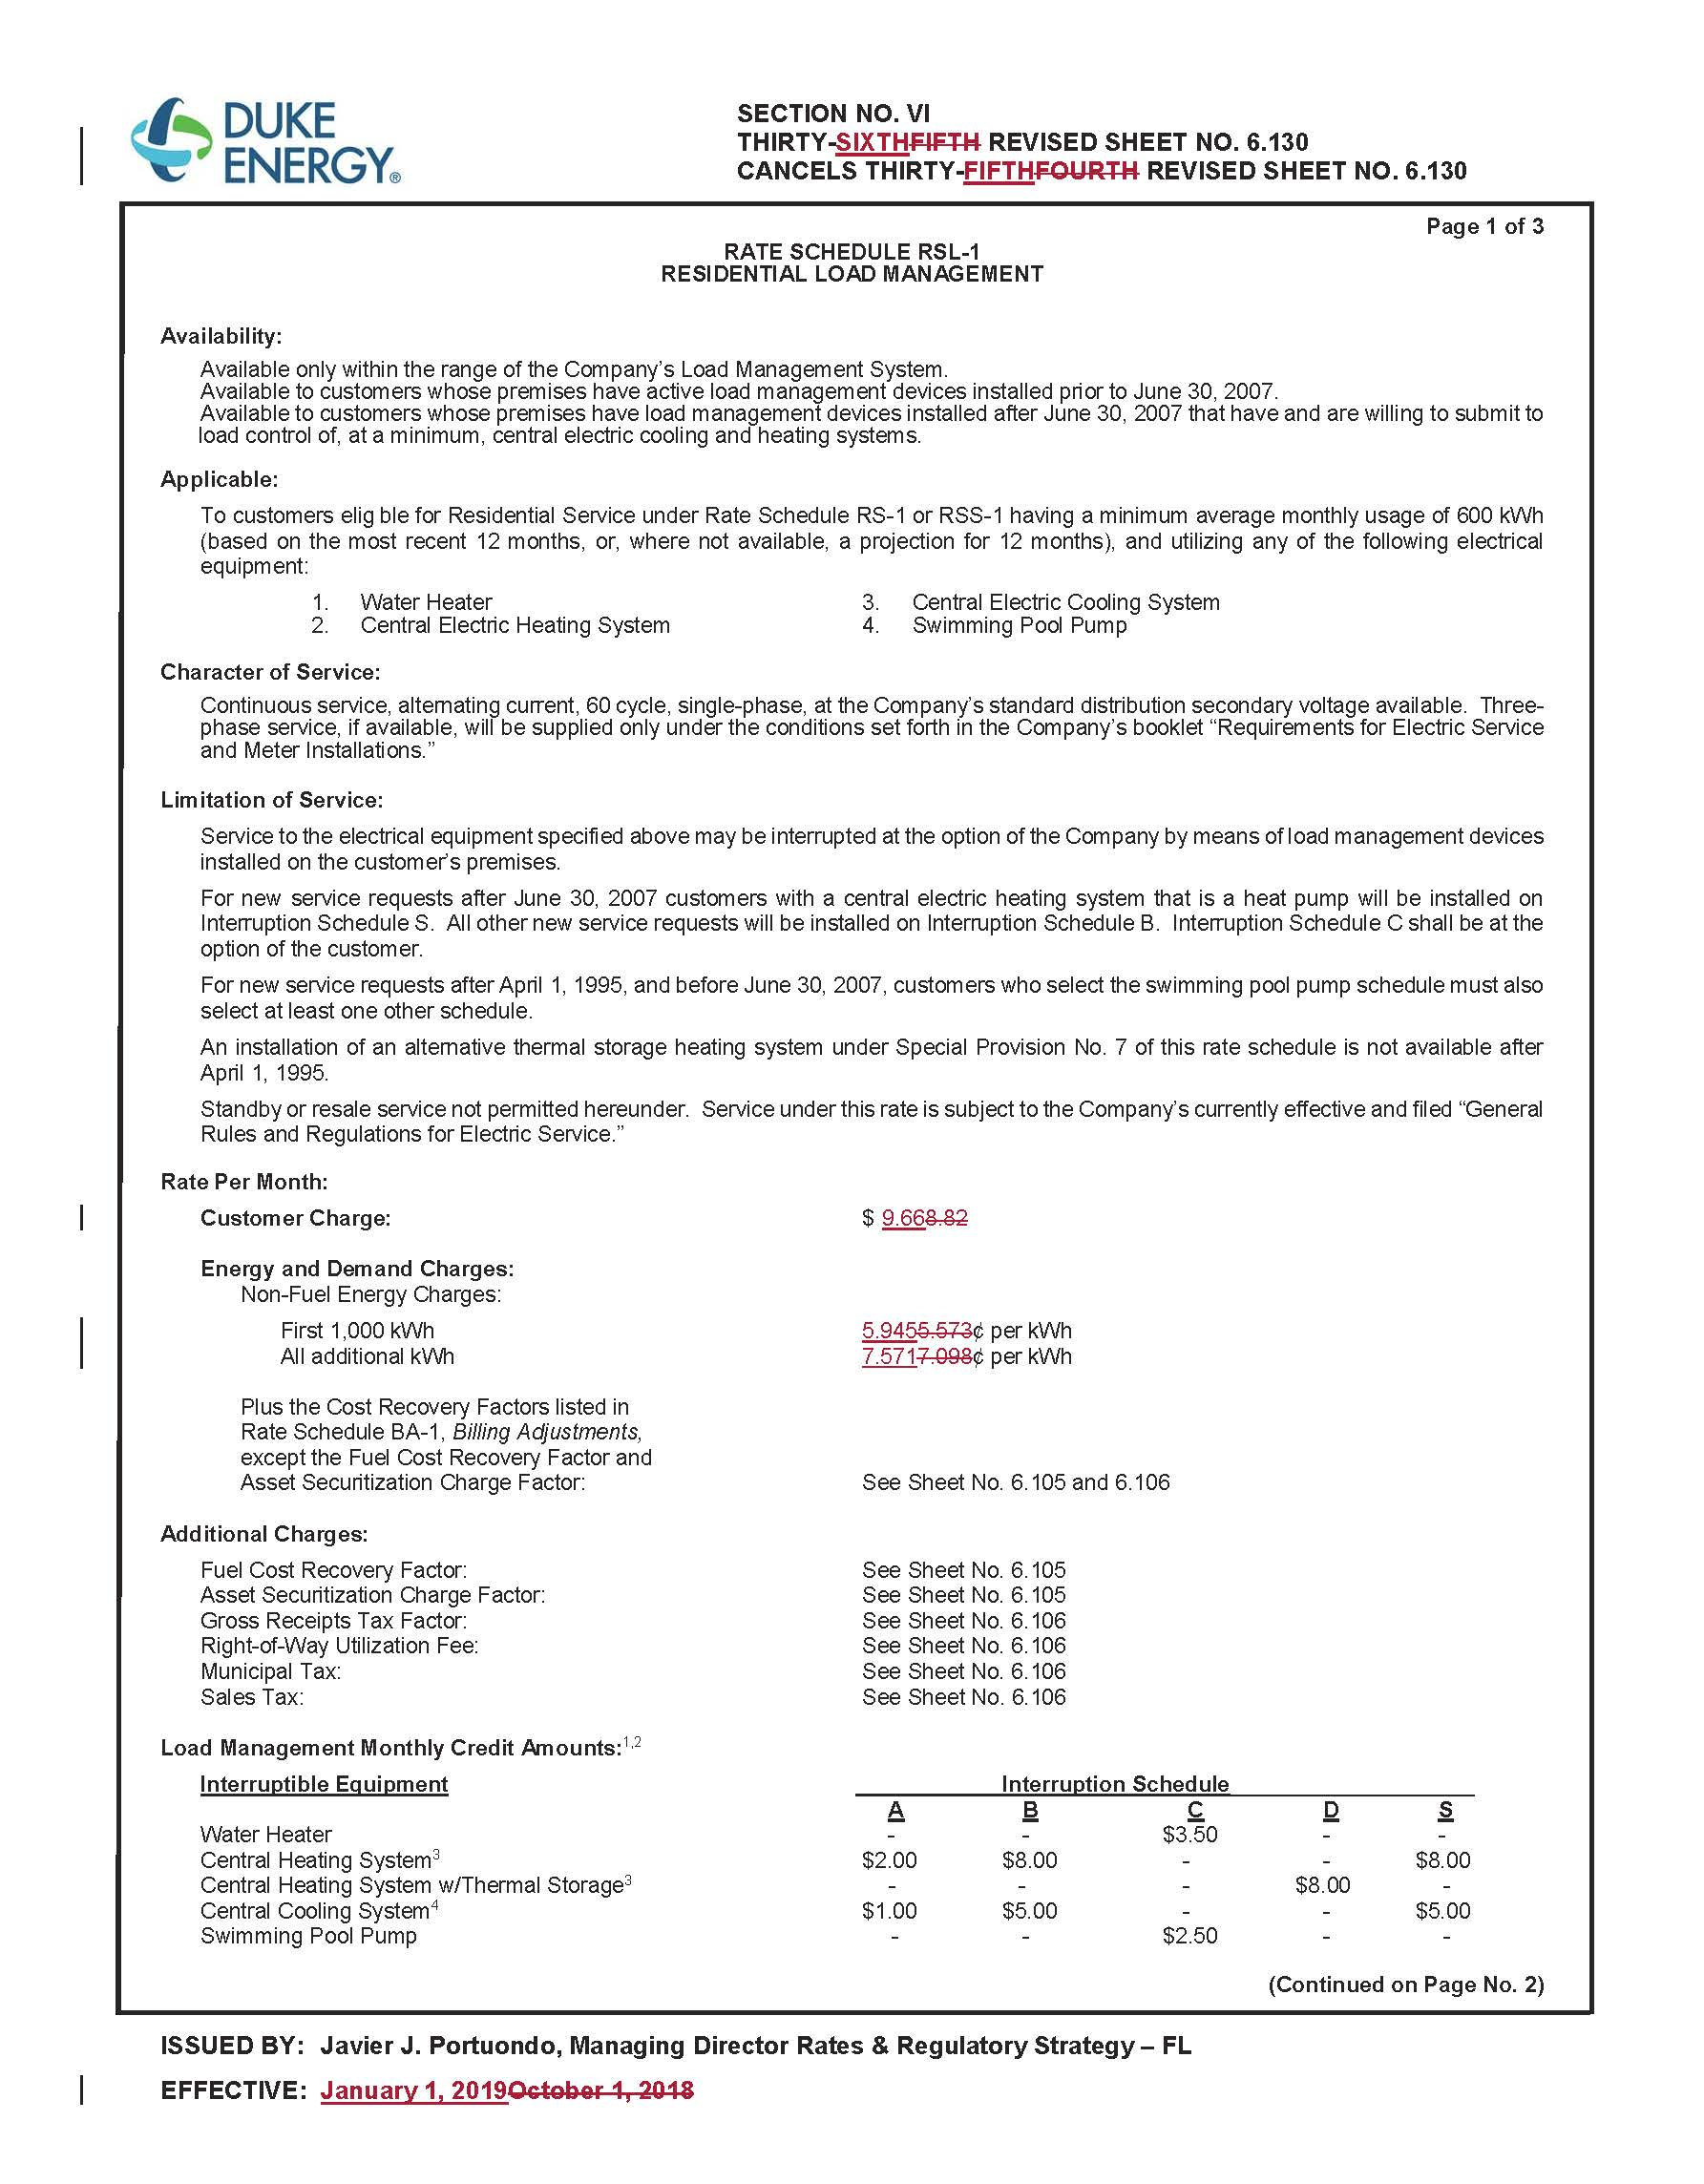 DUKE
ENERGY®
SECTION NO. VI
THIRTY-SIXTHFIFTH REVISED SHEET NO. 6.130
CANCELS THIRTY-FIFTHFOURTH REVISED SHEET NO. 6.130
Page 1 of 3
RATE SCHEDULE RSL-1
RESIDENTIAL LOAD MANAGEMENT
Availability:
Available only within the range of the Company's Load Management System.
Available to customers whose premises have active load management devices installed prior to June 30, 2007.
Available to customers whose premises have load management devices installed after June 30, 2007 that have and are willing to submit to
load control of, at a minimum, central electric cooling and heating systems.
Applicable:
To customers elig ble for Residential Service under Rate Schedule RS-1 or RSS-1 having a minimum average monthly usage of 600 kWh
(based on the most recent 12 months, or, where not available, a projection for 12 months), and utilizing any of the following electrical
equipment:
1. Water Heater 3. Central Electric Cooling System
2. Central Electric Heating System 4. Swimming Pool Pump
Character of Service:
Continuous service, alternating current, 60 cycle, single-phase, at the Company's standard distribution secondary voltage available. Three-
phase service, if available, will be supplied only under the conditions set forth in the Company's booklet “Requirements for Electric Service
and Meter Installations.”
Limitation of Service:
Service to the electrical equipment specified above may be interrupted at the option of the Company by means of load management devices
installed on the customer's premises.
For new service requests after June 30, 2007 customers with a central electric heating system that is a heat pump will be installed on
Interruption Schedule S. All other new service requests will be installed on Interruption Schedule B. Interruption Schedule C shall be at the
option of the customer.
For new service requests after April 1, 1995, and before June 30, 2007, customers who select the swimming pool pump schedule must also
select at least one other schedule.
An installation of an alternative thermal storage heating system under Special Provision No. 7 of this rate schedule is not available after
April 1, 1995.
Standby or resale service not permitted hereunder. Service under this rate is subject to the Company's currently effective and filed “General
Rules and Regulations for Electric Service.”
Rate Per Month:
Customer Charge: $ 9.668.82
Energy and Demand Charges:
Non-Fuel Energy Charges:
First 1,000 kWh 5.9455.573¢ per kWh
All additional kWh 7.5717.098¢ per kWh
Plus the Cost Recovery Factors listed in
Rate Schedule BA-1, Billing Adjustments,
except the Fuel Cost Recovery Factor and
Asset Securitization Charge Factor: See Sheet No. 6.105 and 6.106
Additional Charges:
Fuel Cost Recovery Factor: See Sheet No. 6.105
Asset Securitization Charge Factor: See Sheet No. 6.105
Gross Receipts Tax Factor: See Sheet No. 6.106
Right-of-Way Utilization Fee: See Sheet No. 6.106
Municipal Tax: See Sheet No. 6.106
Sales Tax: See Sheet No. 6.106
Load Management Monthly Credit Amounts:1,2
Interruptible Equipment Interruption Schedule
A B C D S
Water Heater - - $3.50 - -
Central Heating System3 $2.00 $8.00 - - $8.00
Central Heating System w/Thermal Storage3 - - - $8.00 -
Central Cooling System4 $1.00 $5.00 - - $5.00
Swimming Pool Pump - - $2.50 - -
(Continued on Page No. 2)
ISSUED BY: Javier J. Portuondo, Managing Director Rates & Regulatory Strategy – FL
EFFECTIVE: January 1, 2019October 1, 2018